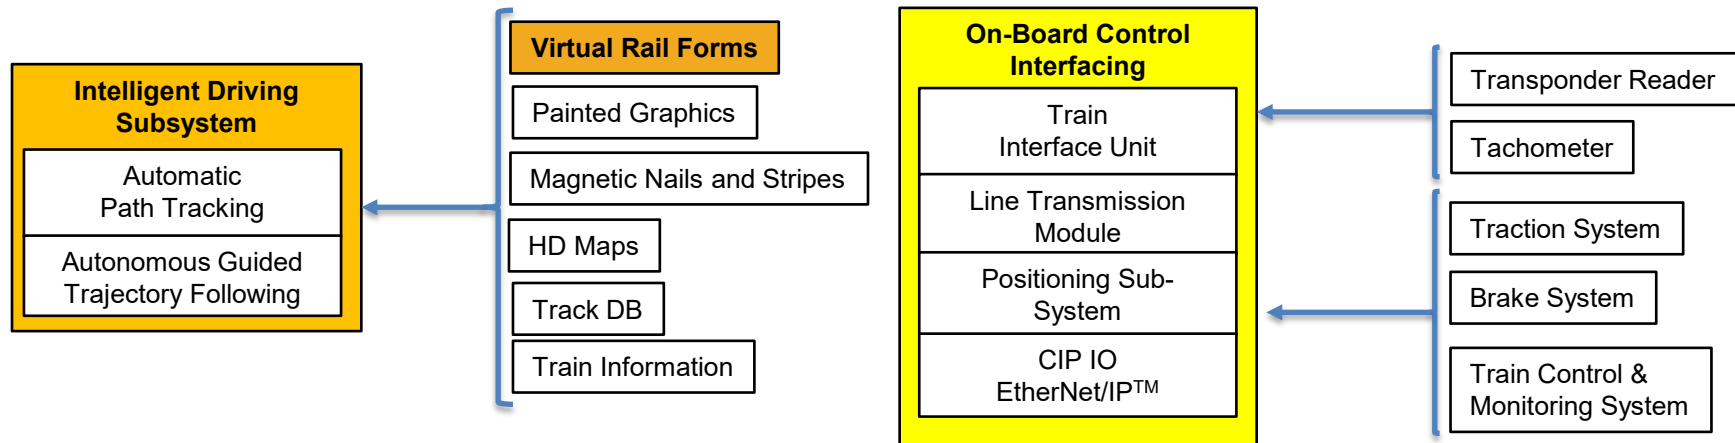 Intelligent Driving
Subsystem
Automatic
Path Tracking
Autonomous Guided
Trajectory Following
Virtual Rail Forms
Painted Graphics
Magnetic Nails and Stripes
HD Maps
Track DB
Train Information
On-Board Control
Interfacing
Train
Interface Unit
Line Transmission
Module
Positioning Sub-
System
CIP IO
EtherNet/IP™
Transponder Reader
Tachometer
Traction System
Brake System
Train Control &
Monitoring System